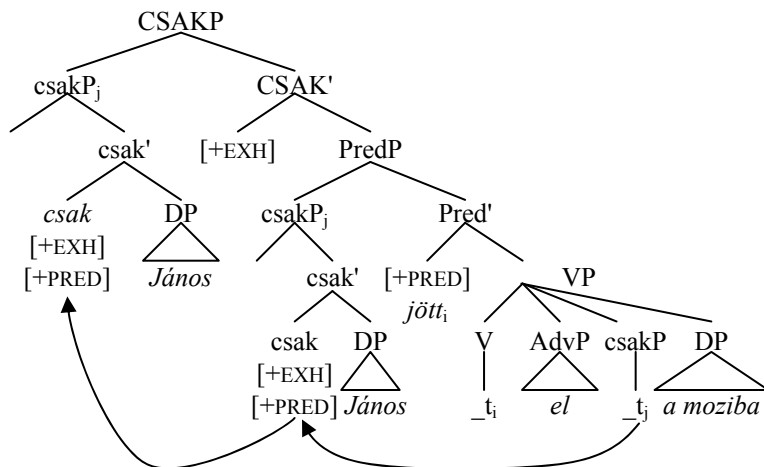 CSAKP
csakPj CSAK'
csak' [+EXH] PredP
csak DP csakPj Pred'
[+EXH]
[+PRED] János csak' [+PRED] VP
jötti
csak DP V AdvP csakP DP
[+EXH]
[+PRED] János _ti el _tj a moziba